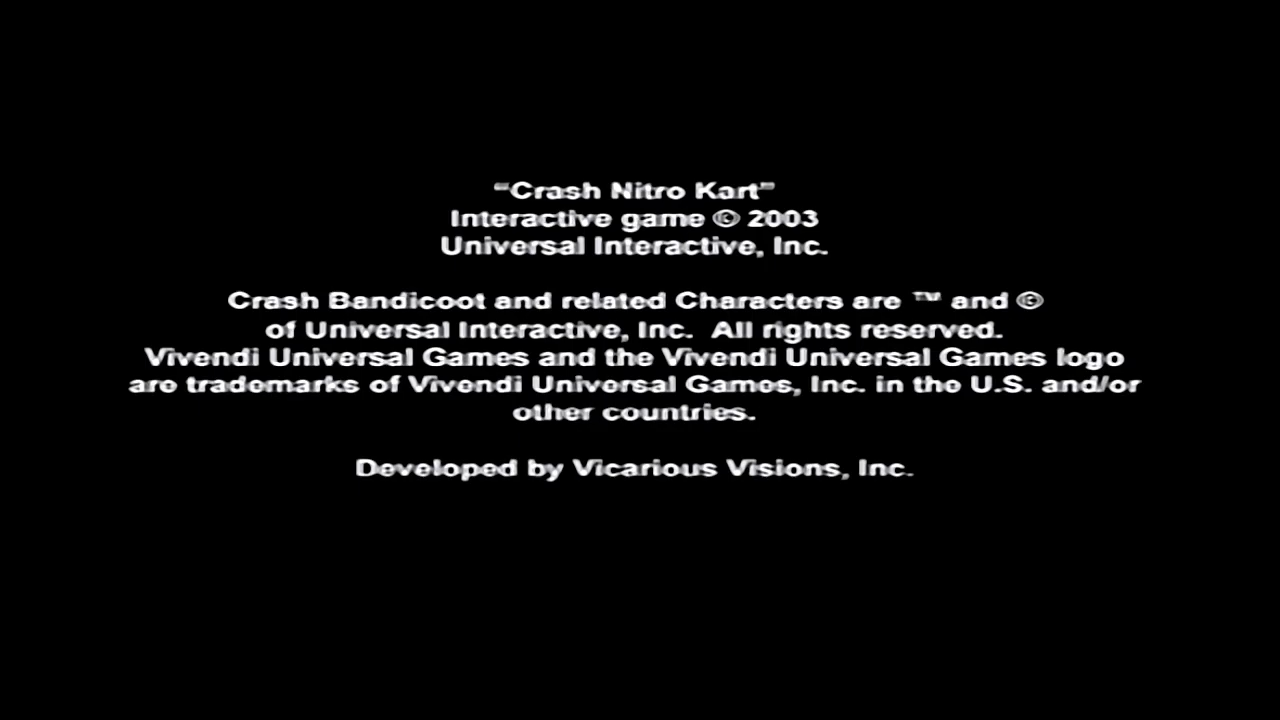 “Crash Nitro Kart”
Interactive game © 2003
Universal Interactive, Inc.
Crash Bandicoot and related Characters are ™ and ©
of Universal Interactive, Inc.  All rights reserved.
Vivendi Universal Games and the Vivendi Universal Games logo
are trademarks of Vivendi Universal Games, Inc. in the U.S. and/or
other countries.
Developed by Vicarious Visions, Inc.